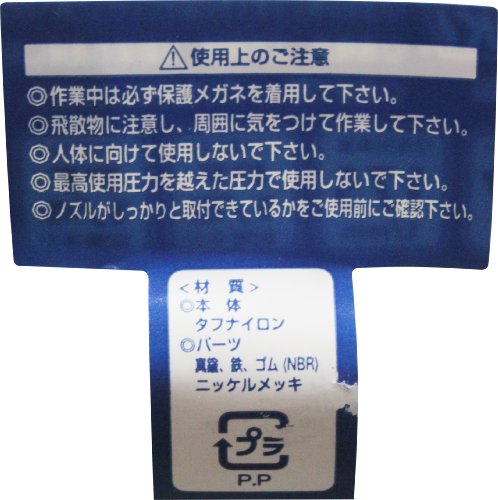 ⚠使用上のご注意
◎作業中は必ず保護メガネを着用して下さい。
◎飛散物に注意し、周囲に気をつけて作業して下さい。
◎人体に向けて使用しないで下さい。
◎最高使用圧力を越えた圧力で使用しないで下さい。
◎ノズルがしっかりと取付できているかをご使用前にご確認下さい。
<材 質>
◎本 体
タフナイロン
◎パーツ
真鍮、鉄、ゴム(NBR)
ニッケルメッキ
プラ
P.P